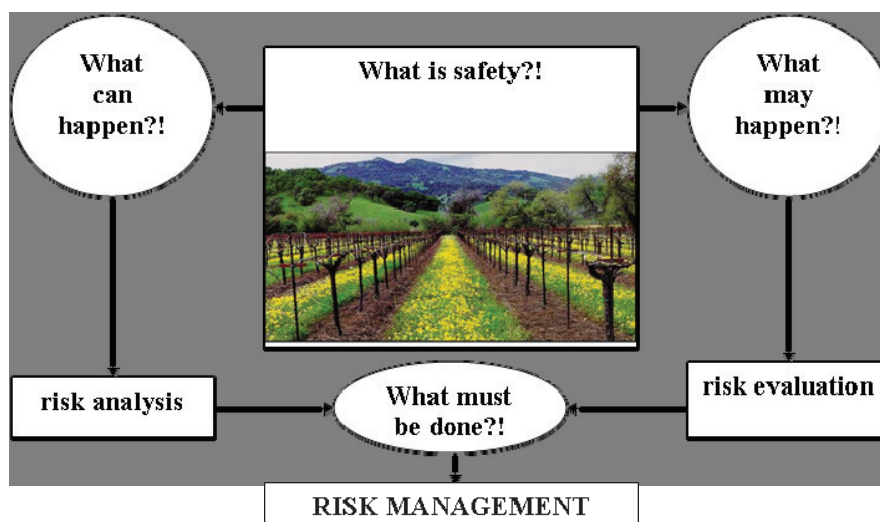 What
can
happen?!
What is safety?!
What
may
happen?!
risk analysis
What must
be done?!
risk evaluation
RISK MANAGEMENT